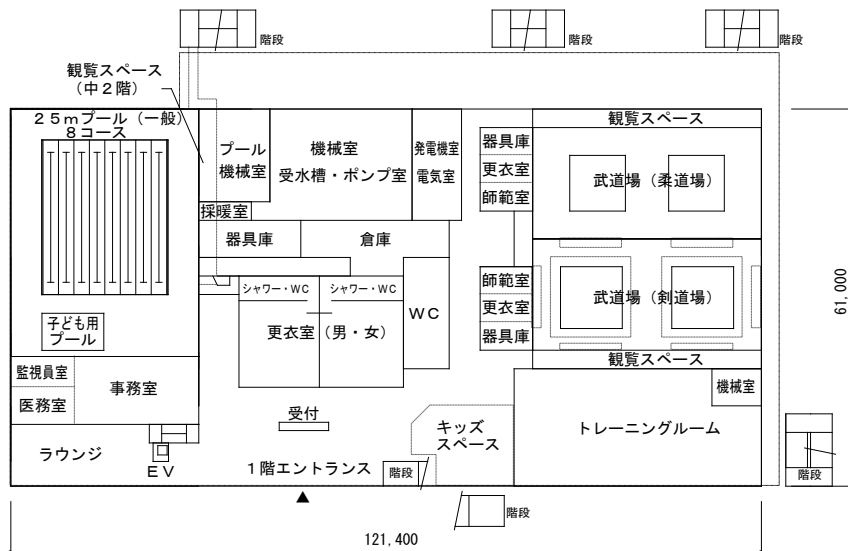 階段
階段
階段
観覧スペース
(中2階)
25mプール(一般)
8コース
プール
機械室
機械室
受水槽・ポンプ室
発電機室
電気室
器具庫
更衣室
師範室
観覧スペース
武道場(柔道場)
採暖室
器具庫
倉庫
シャワー・WC
シャワー・WC
更衣室(男・女)
WC
師範室
更衣室
器具庫
武道場(剣道場)
観覧スペース
61,000
子ども用
プール
監視員室
医務室
事務室
機械室
トレーニングルーム
受付
キッズ
スペース
ラウンジ
EV
1階エントランス
階段
階段
階段
121,400